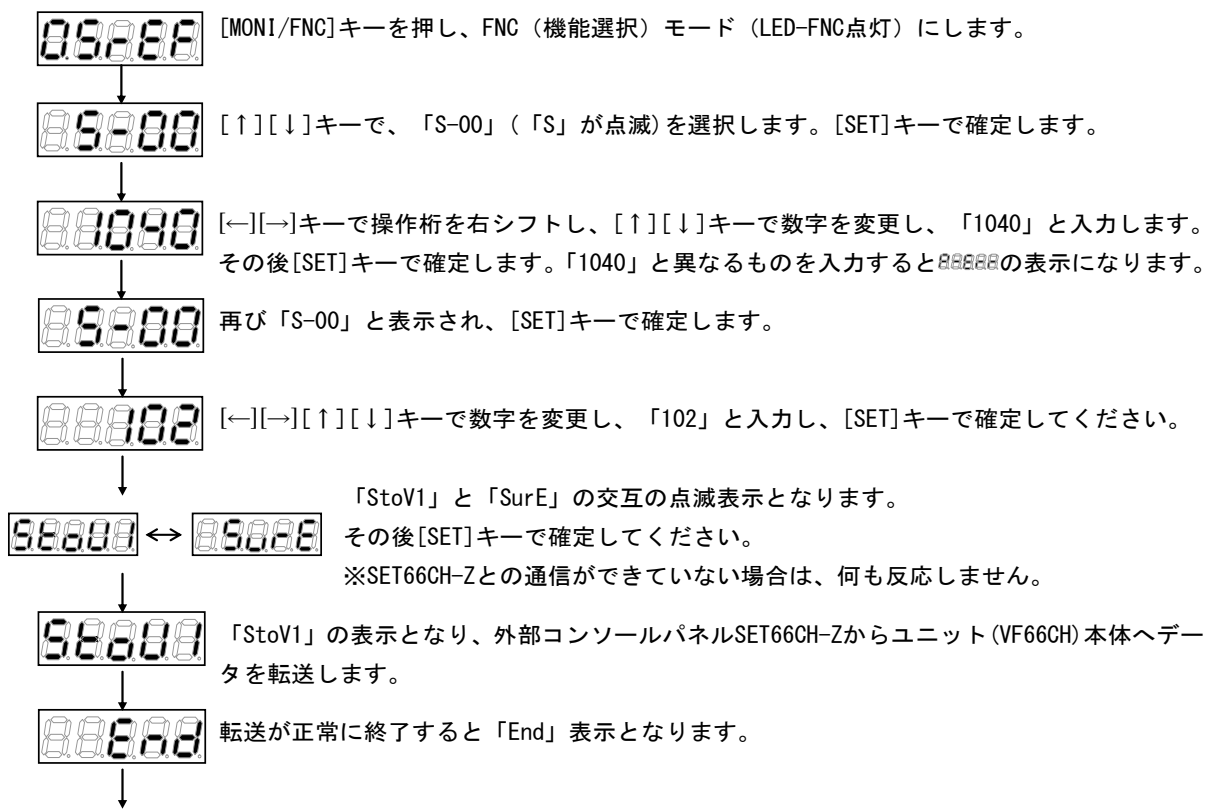 0.SrEF
[MONI/FNC]キーを押し、FNC（機能選択）モード（LED-FNC点灯）にします。
S-00
[↑][↓]キーで、「S-00」(「S」が点滅)を選択します。[SET]キーで確定します。
1040
[←][→]キーで操作桁を右シフトし、[↑][↓]キーで数字を変更し、「1040」と入力します。
その後[SET]キーで確定します。「1040」と異なるものを入力するとの表示になります。
S-00
再び「S-00」と表示され、[SET]キーで確定します。
102
[←][→][↑][↓]キーで数字を変更し、「102」と入力し、[SET]キーで確定してください。
「StoV1」と「SurE」の交互の点滅表示となります。
StoU1 ↔ SurE その後[SET]キーで確定してください。
※SET66CH-Zとの通信ができていない場合は、何も反応しません。
StoU1
「StoV1」の表示となり、外部コンソールパネルSET66CH-Zからユニット(VF66CH)本体へデー
タを転送します。
End
転送が正常に終了すると「End」表示となります。